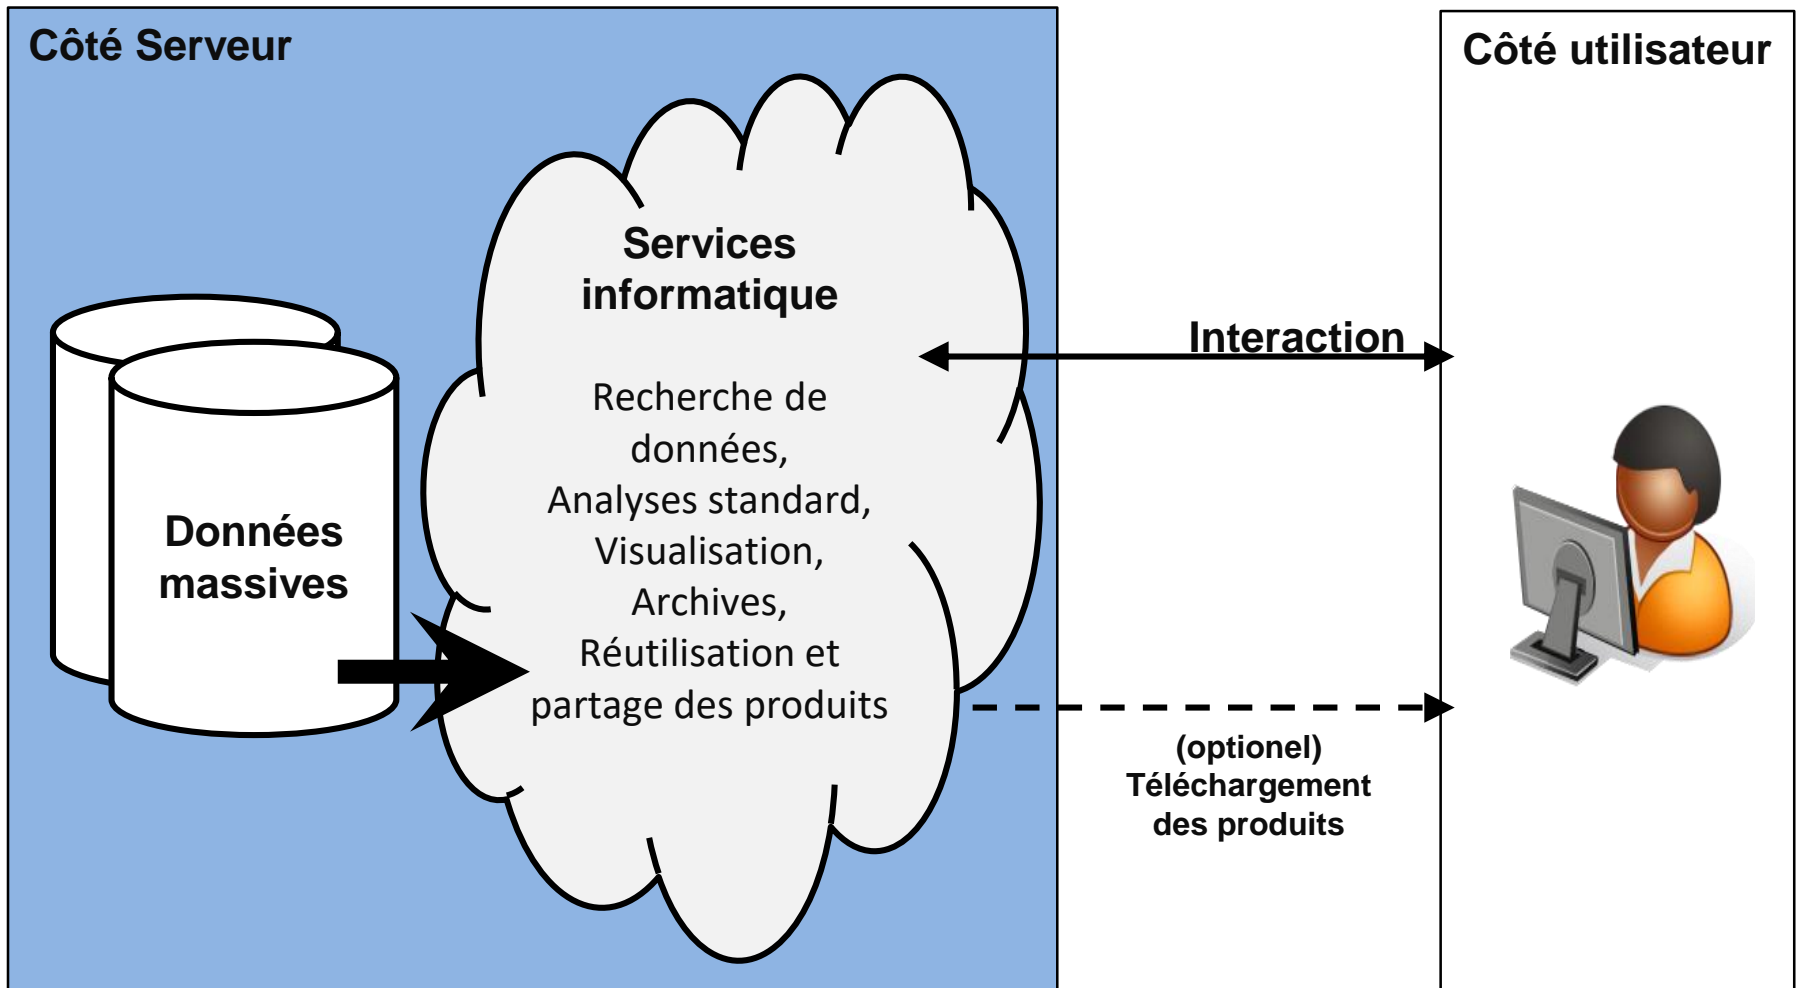 Côté Serveur
Côté utilisateur
Services
informatique
Recherche de
données,
Analyses standard,
Visualisation,
Archives,
Réutilisation et
partage des produits
Données
massives
Interaction
(optionel)
Téléchargement
des produits